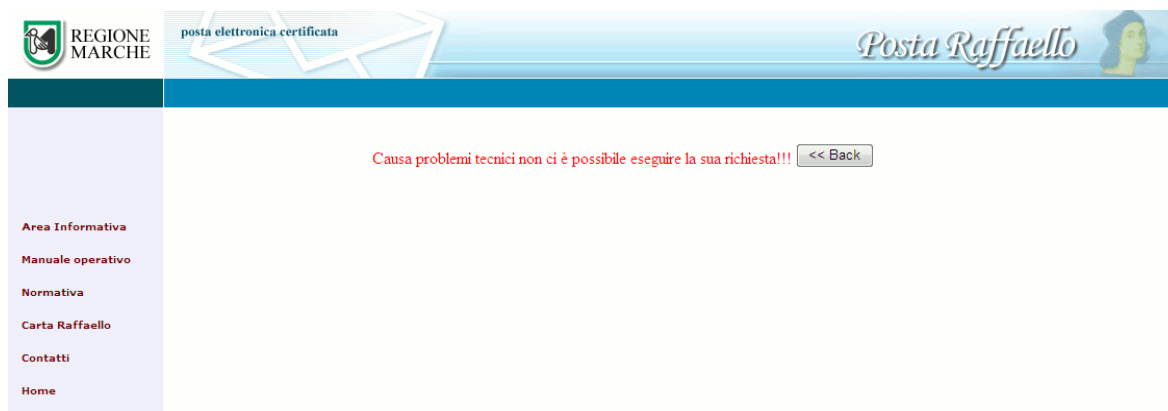 REGIONE
MARCHE
posta elettronica certificata
Posta Raffaello
Causa problemi tecnici non ci è possibile eseguire la sua richiesta!!! << Back
Area Informativa
Manuale operativo
Normativa
Carta Raffaello
Contatti
Home